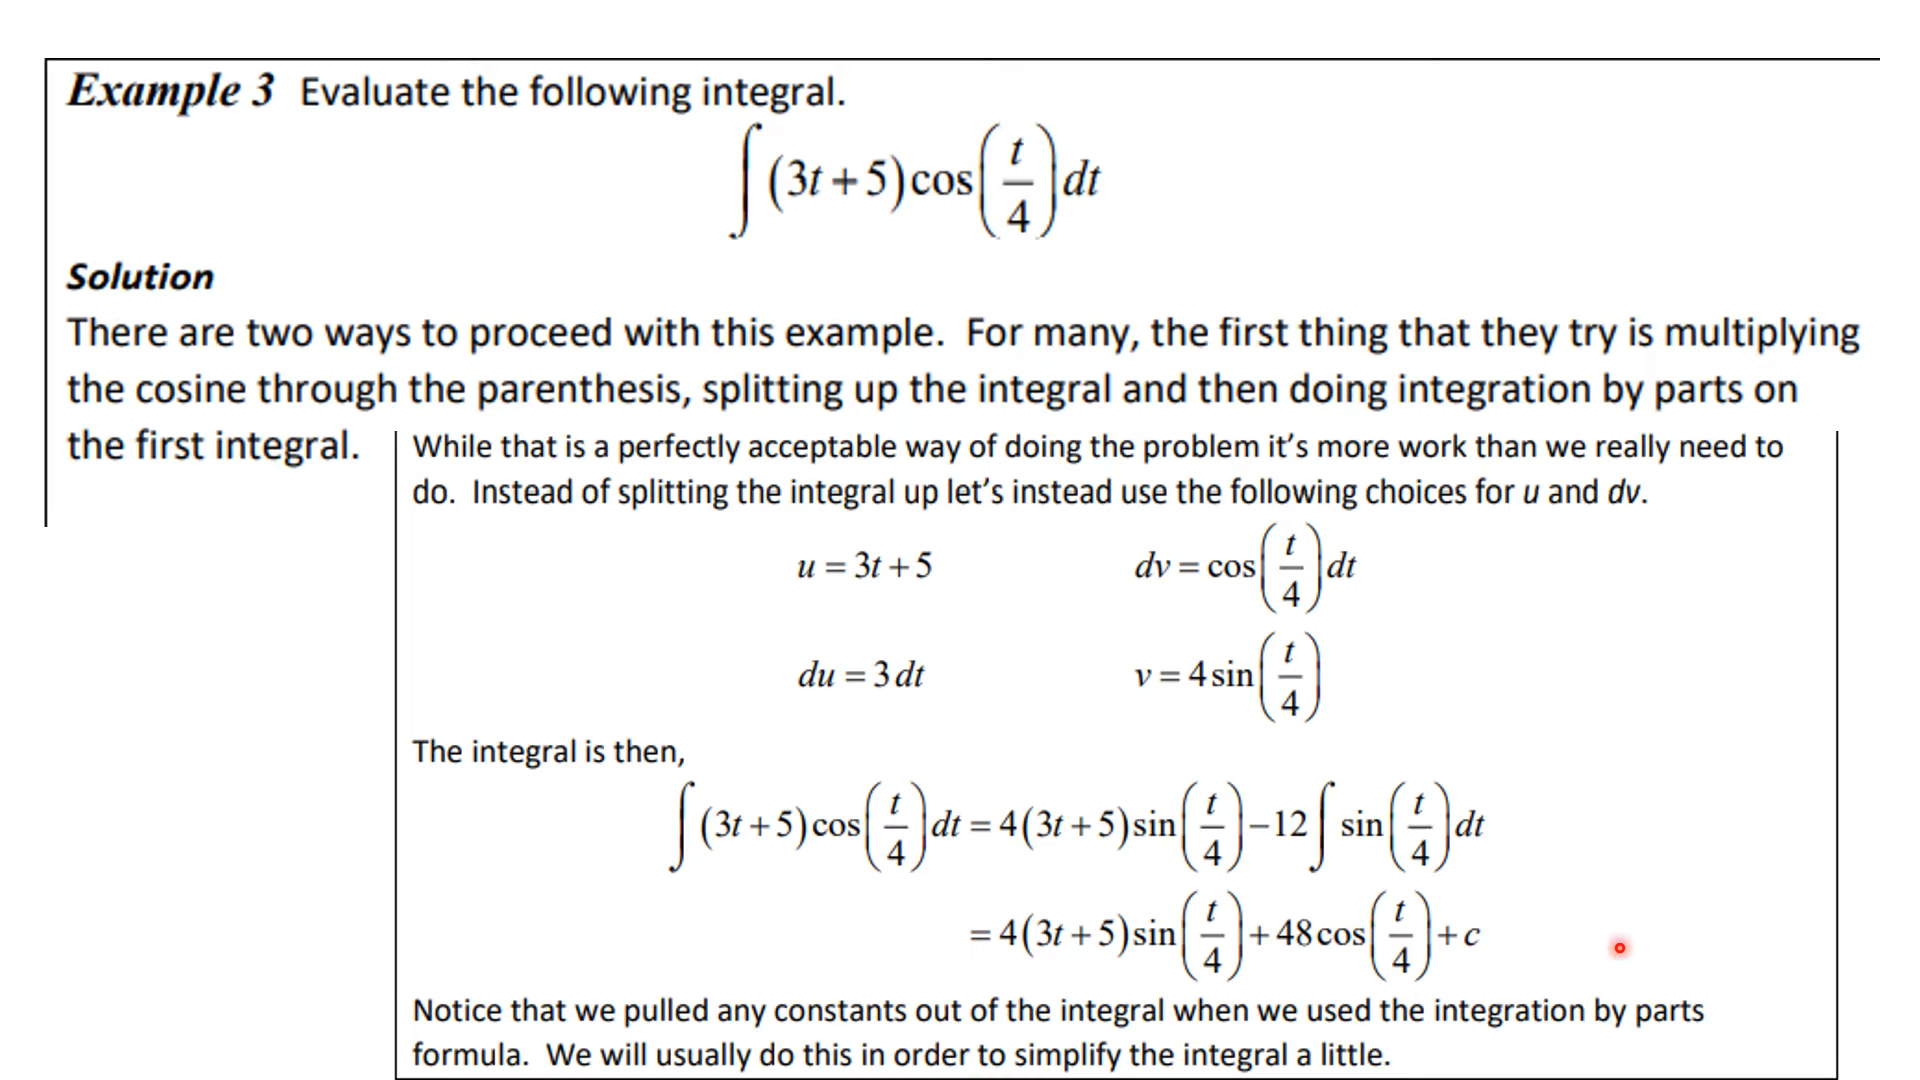 Example 3 Evaluate the following integral.
∫(3t+5)cos(t/4)dt
Solution
There are two ways to proceed with this example. For many, the first thing that they try is multiplying
the cosine through the parenthesis, splitting up the integral and then doing integration by parts on
the first integral.
While that is a perfectly acceptable way of doing the problem it's more work than we really need to
do. Instead of splitting the integral up let's instead use the following choices for u and dv.
u = 3t + 5 dv = cos(t/4)dt
du = 3 dt v = 4 sin(t/4)
The integral is then,
∫(3t+5)cos(t/4)dt = 4(3t+5)sin(t/4) − 12∫sin(t/4)dt
= 4(3t+5)sin(t/4) + 48cos(t/4) + c
Notice that we pulled any constants out of the integral when we used the integration by parts
formula. We will usually do this in order to simplify the integral a little.